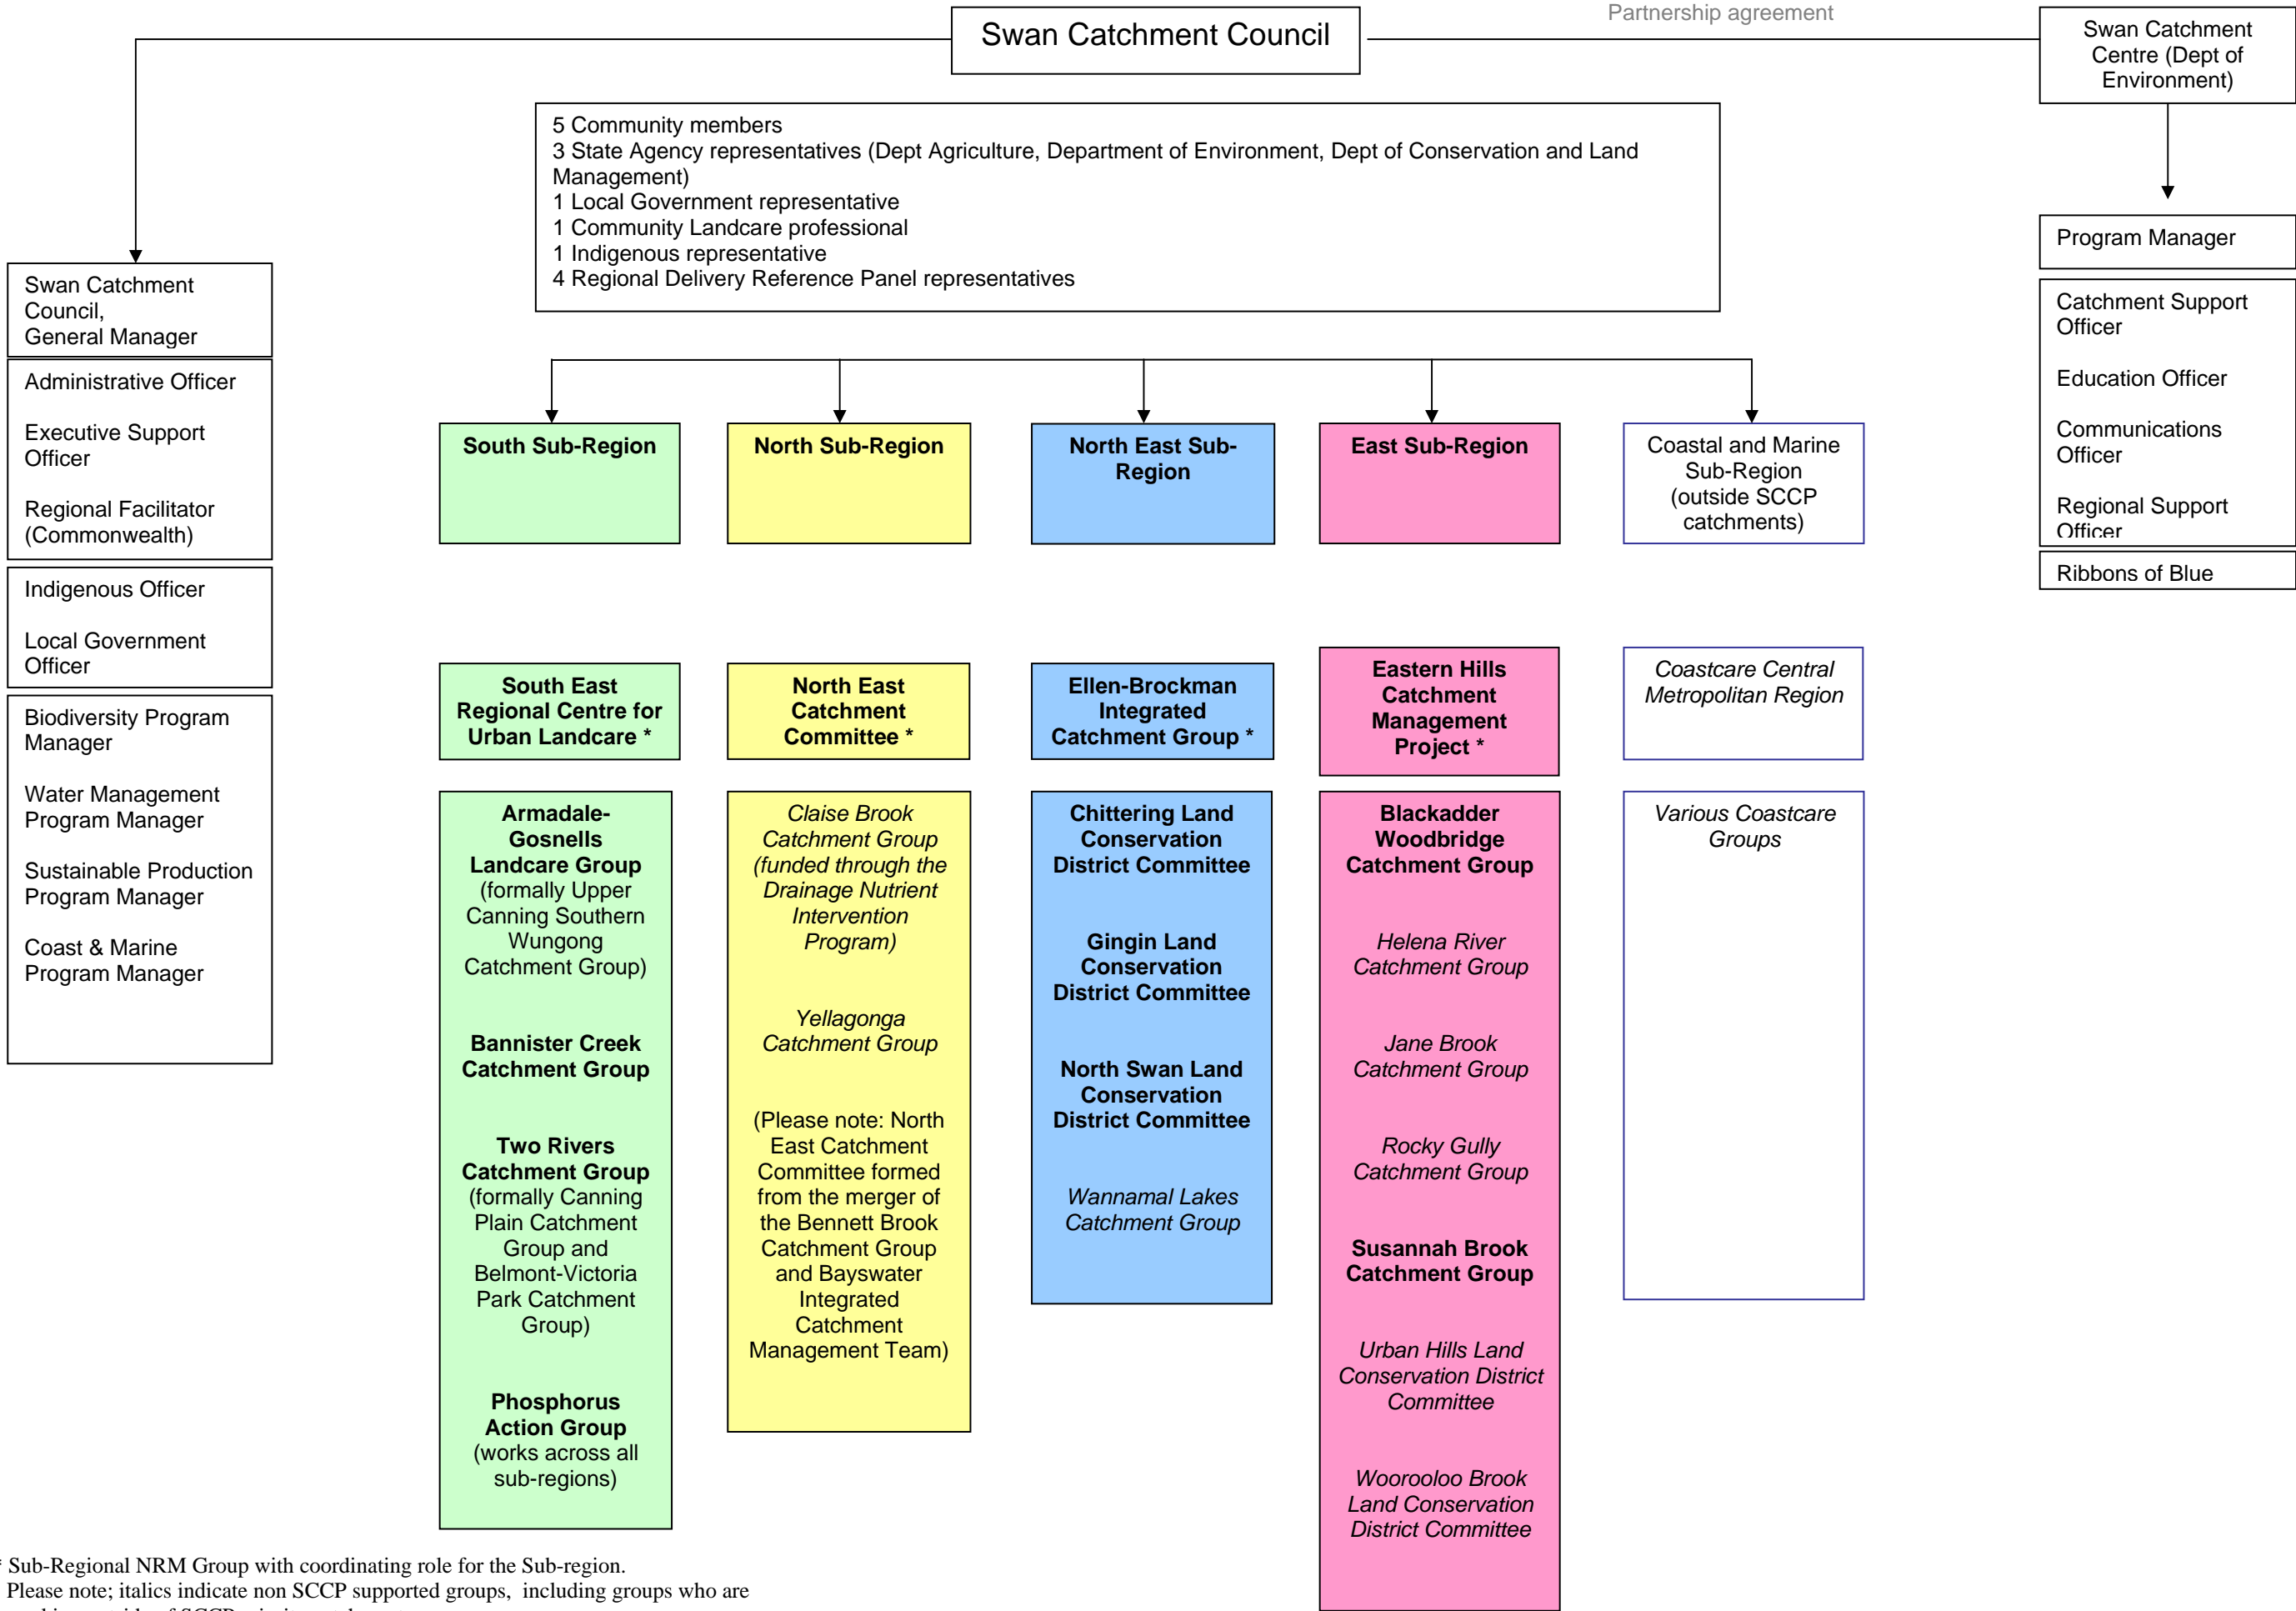 Partnership agreement
Swan Catchment Council
Swan Catchment
Centre (Dept of
Environment)
5 Community members
3 State Agency representatives (Dept Agriculture, Department of Environment, Dept of Conservation and Land
Management)
1 Local Government representative
1 Community Landcare professional
1 Indigenous representative
4 Regional Delivery Reference Panel representatives
Swan Catchment
Council,
General Manager
Administrative Officer
Executive Support
Officer
Regional Facilitator
(Commonwealth)
Indigenous Officer
Local Government
Officer
Biodiversity Program
Manager
Water Management
Program Manager
Sustainable Production
Program Manager
Coast & Marine
Program Manager
Program Manager
Catchment Support
Officer
Education Officer
Communications
Officer
Regional Support
Officer
Ribbons of Blue
South Sub-Region
North Sub-Region
North East Sub-
Region
East Sub-Region
Coastal and Marine
Sub-Region
(outside SCCP
catchments)
South East
Regional Centre for
Urban Landcare *
North East
Catchment
Committee *
Ellen-Brockman
Integrated
Catchment Group *
Eastern Hills
Catchment
Management
Project *
Coastcare Central
Metropolitan Region
Armadale-
Gosnells
Landcare Group
(formally Upper
Canning Southern
Wungong
Catchment Group)
Bannister Creek
Catchment Group
Two Rivers
Catchment Group
(formally Canning
Plain Catchment
Group and
Belmont-Victoria
Park Catchment
Group)
Phosphorus
Action Group
(works across all
sub-regions)
Claise Brook
Catchment Group
(funded through the
Drainage Nutrient
Intervention
Program)
Yellagonga
Catchment Group
(Please note: North
East Catchment
Committee formed
from the merger of
the Bennett Brook
Catchment Group
and Bayswater
Integrated
Catchment
Management Team)
Chittering Land
Conservation
District Committee
Gingin Land
Conservation
District Committee
North Swan Land
Conservation
District Committee
Wannamal Lakes
Catchment Group
Blackadder
Woodbridge
Catchment Group
Helena River
Catchment Group
Jane Brook
Catchment Group
Rocky Gully
Catchment Group
Susannah Brook
Catchment Group
Urban Hills Land
Conservation District
Committee
Woorooloo Brook
Land Conservation
District Committee
Various Coastcare
Groups
* Sub-Regional NRM Group with coordinating role for the Sub-region.
Please note; italics indicate non SCCP supported groups, including groups who are